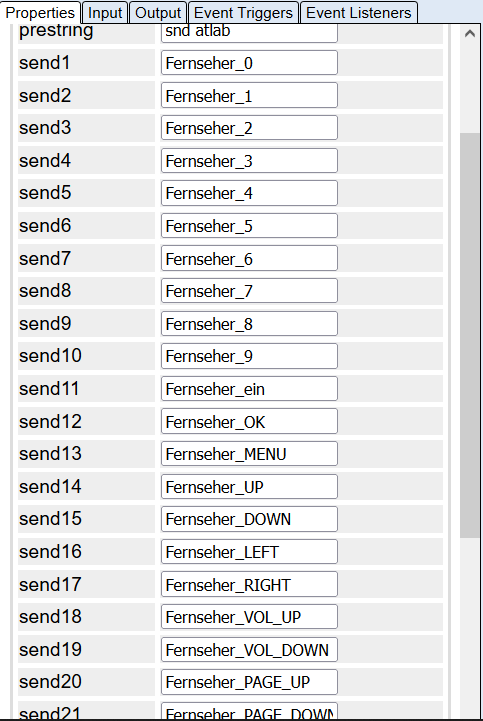 Properties Input Output Event Triggers Event Listeners
prestring snd atlab
send1 Fernseher_0
send2 Fernseher_1
send3 Fernseher_2
send4 Fernseher_3
send5 Fernseher_4
send6 Fernseher_5
send7 Fernseher_6
send8 Fernseher_7
send9 Fernseher_8
send10 Fernseher_9
send11 Fernseher_ein
send12 Fernseher_OK
send13 Fernseher_MENU
send14 Fernseher_UP
send15 Fernseher_DOWN
send16 Fernseher_LEFT
send17 Fernseher_RIGHT
send18 Fernseher_VOL_UP
send19 Fernseher_VOL_DOWN
send20 Fernseher_PAGE_UP
send21 Fernseher_PAGE_DOWN